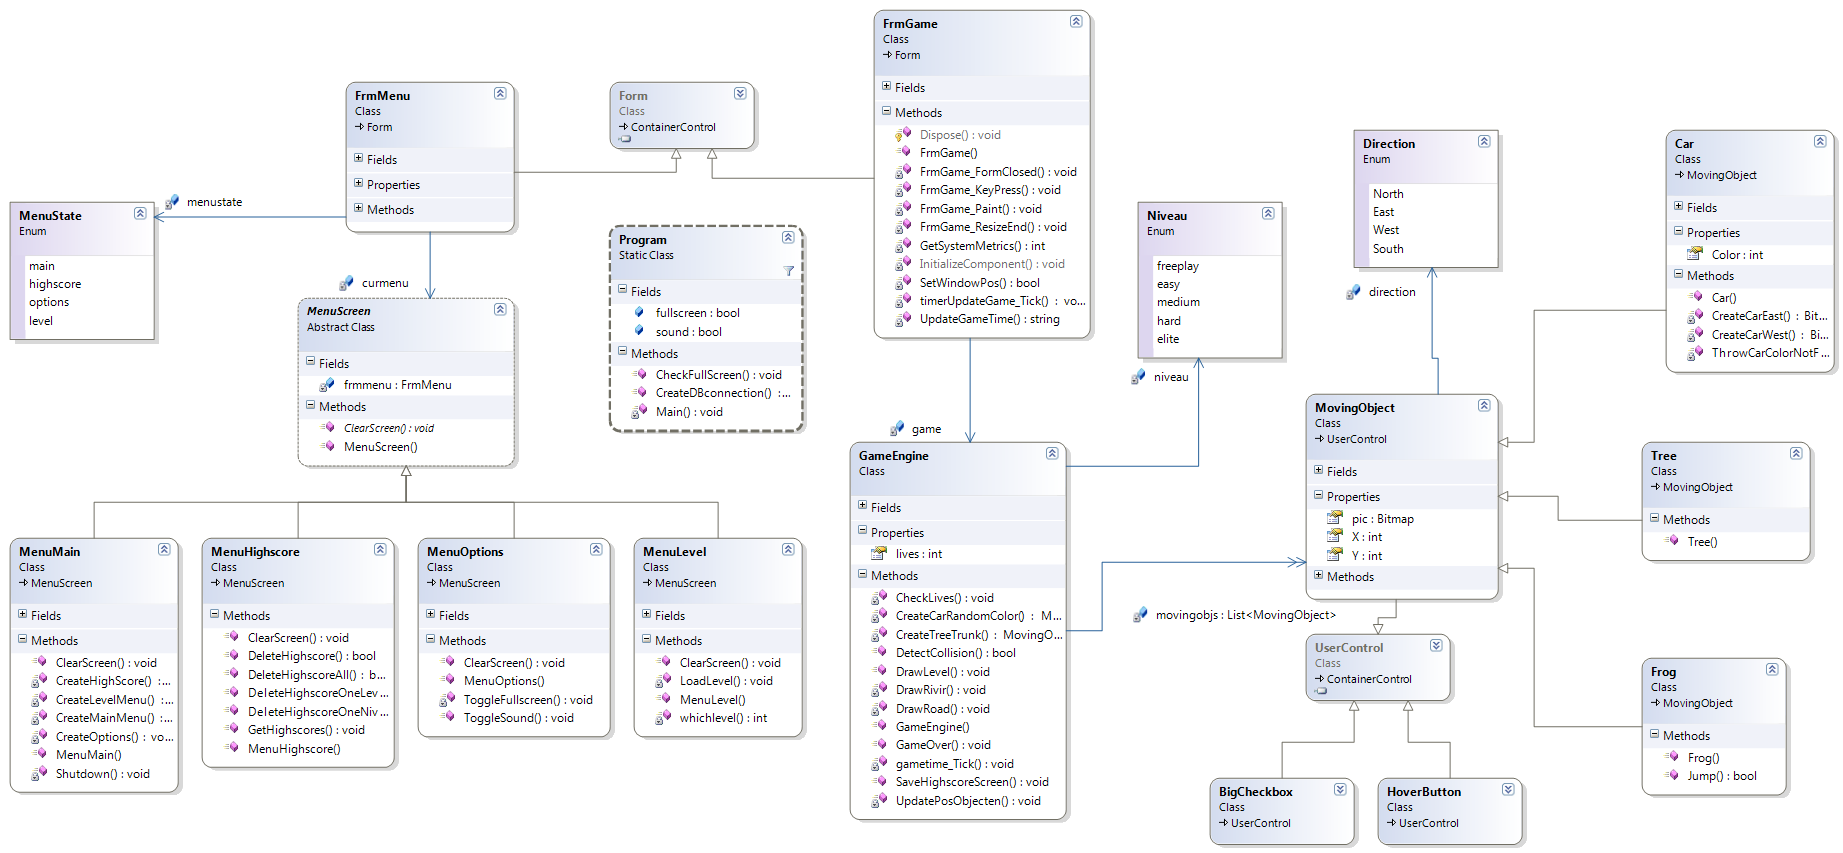 FrmMenu
Class
Form
Fields
Properties
Methods
menustate
MenuState
Enum
main
highscore
options
level
curmenu
MenuScreen
Abstract Class
Fields
frmmenu : FrmMenu
Methods
ClearScreen() : void
MenuScreen()
MenuMain
Class
MenuScreen
Fields
Methods
ClearScreen() : void
CreateHighScore() :...
CreateLevelMenu() :...
CreateMainMenu() :...
CreateOptions() : vo...
MenuMain()
Shutdown() : void
MenuHighscore
Class
MenuScreen
Methods
ClearScreen() : void
DeleteHighscore() : bool
DeleteHighscoreAll() : b...
DeleteHighscoreOneLev...
DeleteHighscoreOneNiv...
GetHighscores() : void
MenuHighscore()
MenuOptions
Class
MenuScreen
Fields
Methods
ClearScreen() : void
MenuOptions()
ToggleFullscreen() : void
ToggleSound() : void
MenuLevel
Class
MenuScreen
Fields
Methods
ClearScreen() : void
LoadLevel() : void
MenuLevel()
whichlevel() : int
Form
Class
ContainerControl
Program
Static Class
Fields
fullscreen : bool
sound : bool
Methods
CheckFullScreen() : void
CreateDBconnection() :...
Main() : void
FrmGame
Class
Form
Fields
Methods
Dispose() : void
FrmGame()
FrmGame_FormClosed() : void
FrmGame_KeyPress() : void
FrmGame_Paint() : void
FrmGame_ResizeEnd() : void
GetSystemMetrics() : int
InitializeComponent() : void
SetWindowPos() : bool
timerUpdateGame_Tick() : vo...
UpdateGameTime() : string
game
GameEngine
Class
Fields
Properties
lives : int
Methods
CheckLives() : void
CreateCarRandomColor() : M...
CreateTreeTrunk() : MovingO...
DetectCollision() : bool
DrawLevel() : void
DrawRivir() : void
DrawRoad() : void
GameEngine()
GameOver() : void
gametime_Tick() : void
SaveHighscoreScreen() : void
UpdatePosObjecten() : void
Niveau
Enum
freeplay
easy
medium
hard
elite
niveau
Direction
Enum
North
East
West
South
direction
MovingObject
Class
UserControl
Fields
Properties
pic : Bitmap
X : int
Y : int
Methods
movingobjs : List<MovingObject>
UserControl
Class
ContainerControl
BigCheckbox
Class
UserControl
HoverButton
Class
UserControl
Car
Class
MovingObject
Fields
Properties
Color : int
Methods
Car()
CreateCarEast() : Bit...
CreateCarWest() : Bi...
ThrowCarColorNotF...
Tree
Class
MovingObject
Methods
Tree()
Frog
Class
MovingObject
Methods
Frog()
Jump() : bool